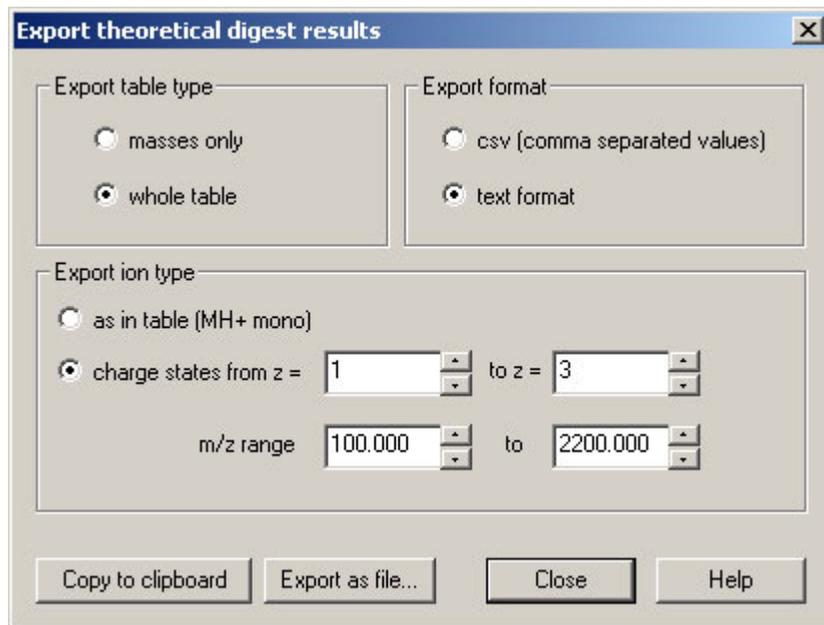 Export theoretical digest results
Export table type
masses only
whole table
Export format
csv (comma separated values)
text format
Export ion type
as in table (MH+ mono)
charge states from z = 1 to z = 3
m/z range 100.000 to 2200.000
Copy to clipboard Export as file... Close Help